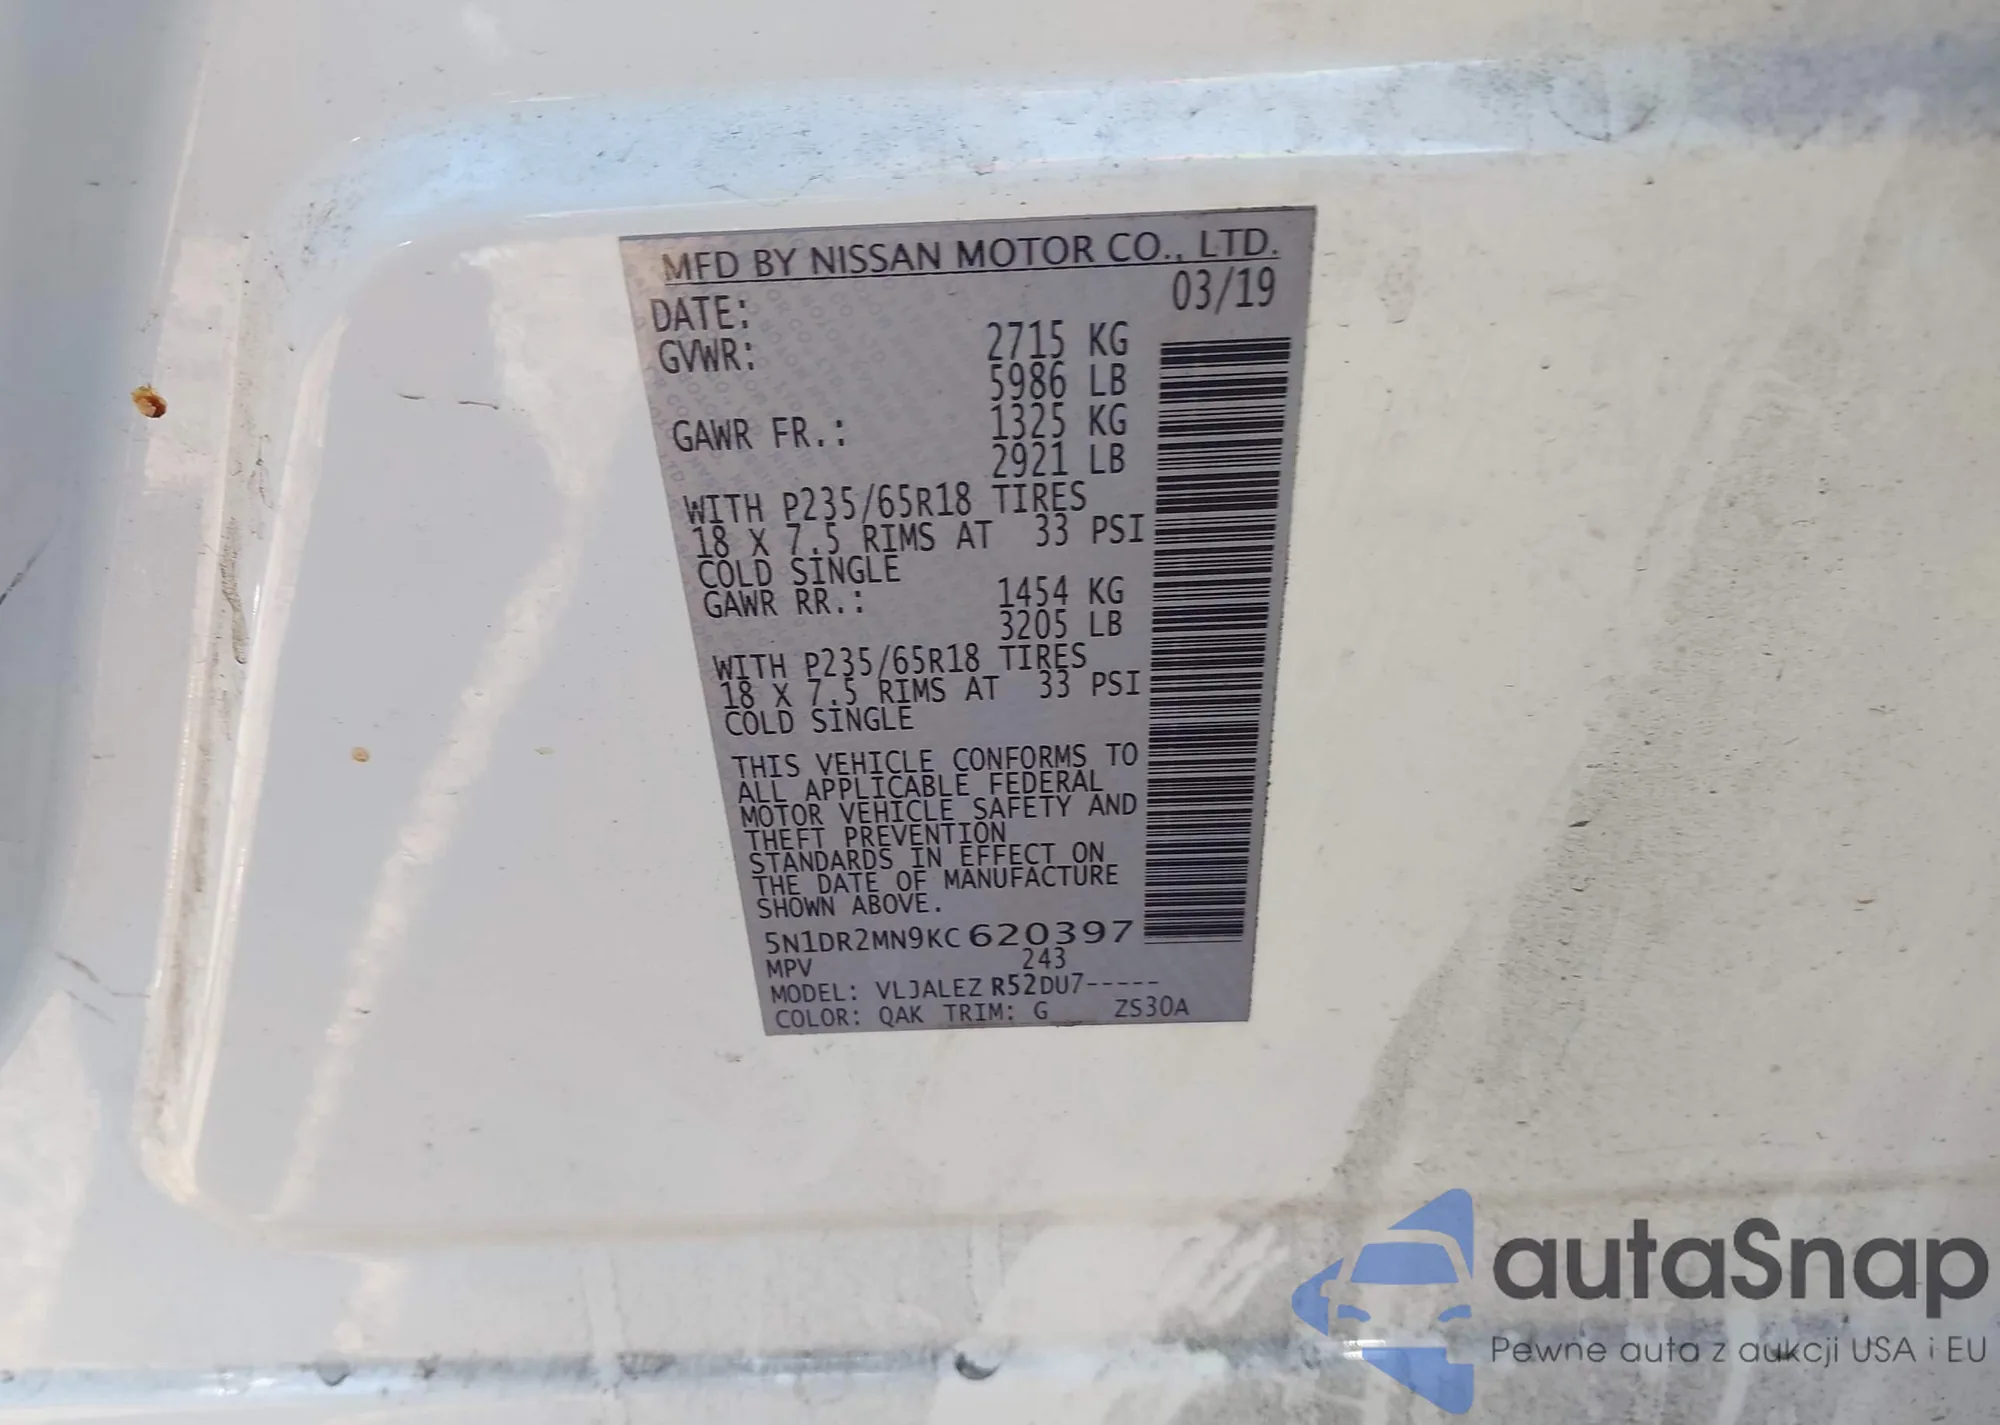 MFD BY NISSAN MOTOR CO., LTD.
DATE: 03/19
GVWR: 2715 KG
5986 LB
GAWR FR.: 1325 KG
2921 LB
WITH P235/65R18 TIRES
18 X 7.5 RIMS AT 33 PSI
COLD SINGLE
GAWR RR.: 1454 KG
3205 LB
WITH P235/65R18 TIRES
18 X 7.5 RIMS AT 33 PSI
COLD SINGLE
THIS VEHICLE CONFORMS TO
ALL APPLICABLE FEDERAL
MOTOR VEHICLE SAFETY AND
THEFT PREVENTION
STANDARDS IN EFFECT ON
THE DATE OF MANUFACTURE
SHOWN ABOVE.
5N1DR2MN9KC 620397
MPV 243
MODEL: VLJALEZ R52DU7-----
COLOR: QAK TRIM: G ZS30A
autaSnap
Pewne auta z aukcji USA i EU